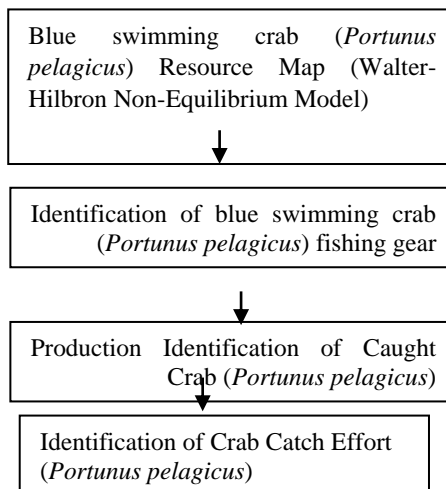 Blue swimming crab (Portunus
pelagicus) Resource Map (Walter-
Hilbron Non-Equilibrium Model)
Identification of blue swimming crab
(Portunus pelagicus) fishing gear
Production Identification of Caught
Crab (Portunus pelagicus)
Identification of Crab Catch Effort
(Portunus pelagicus)